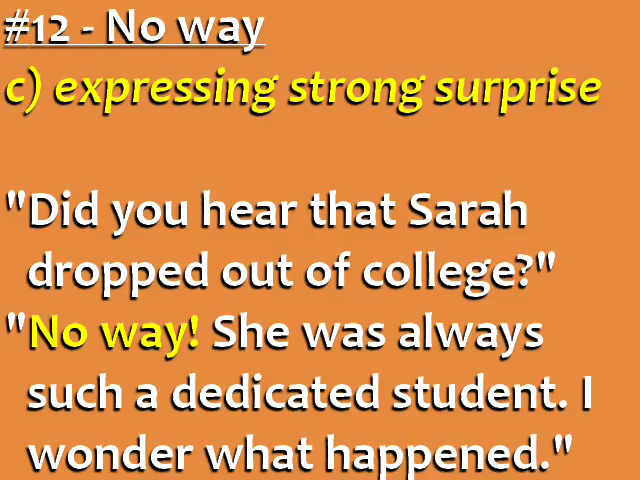 #12 - No way
c) expressing strong surprise
"Did you hear that Sarah
dropped out of college?"
"No way! She was always
such a dedicated student. I
wonder what happened."